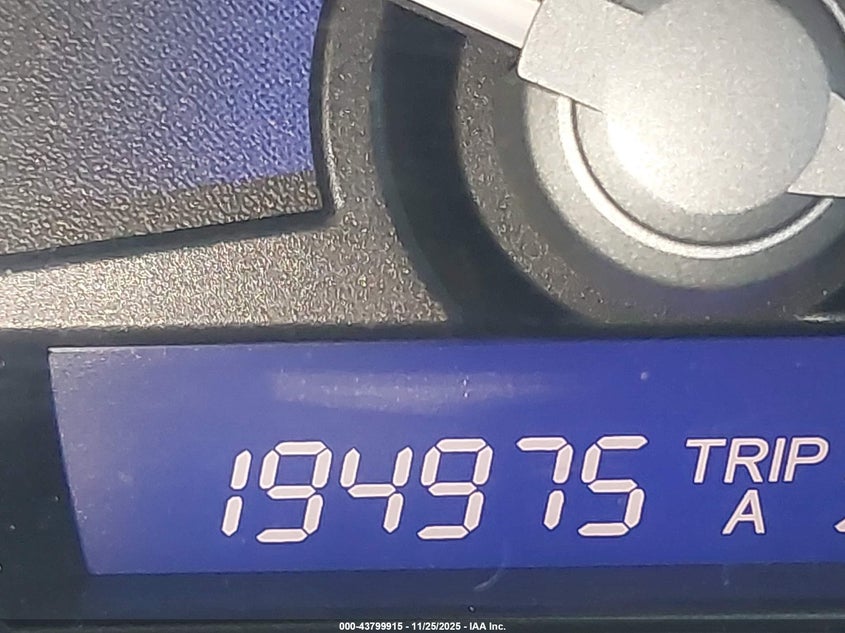 194975 TRIP
A
000-43799915 - 11/25/2025 - IAA Inc.